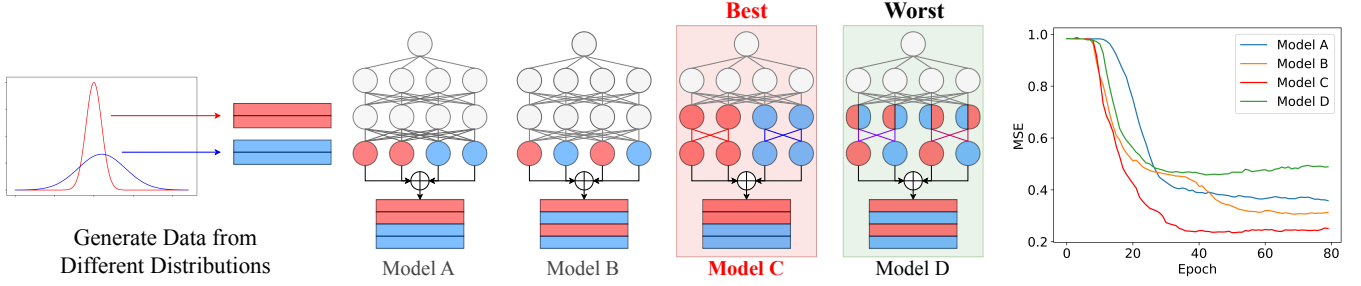 Generate Data from
Different Distributions
Model A
Model B
Best
Model C
Worst
Model D
MSE
1.0
0.8
0.6
0.4
0.2
0
20
40
60
80
Epoch
Model A
Model B
Model C
Model D